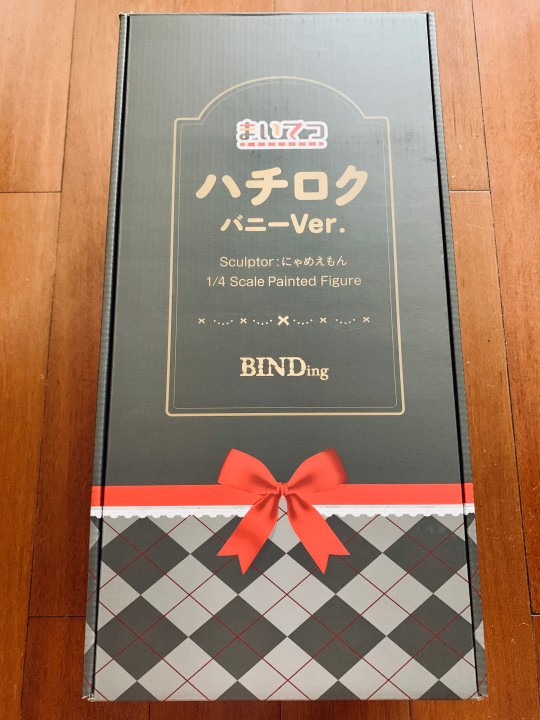 まいてつ
ハチロク
バニーVer.
Sculptor:にゃめえもん
1/4 Scale Painted Figure
BINDing